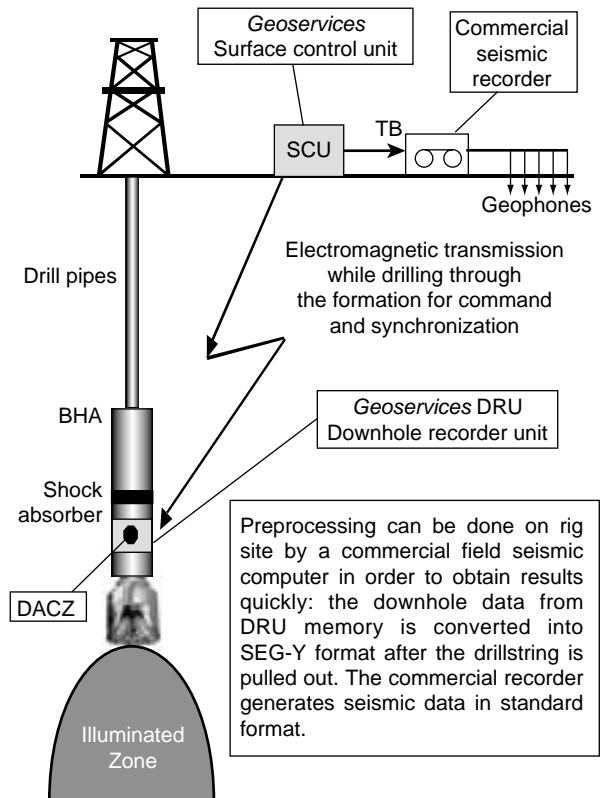 Geoservices
Surface control unit
Commercial
seismic
recorder
SCU
TB
Geophones
Drill pipes
Electromagnetic transmission
while drilling through
the formation for command
and synchronization
BHA
Geoservices DRU
Downhole recorder unit
Shock
absorber
DACZ
Preprocessing can be done on rig
site by a commercial field seismic
computer in order to obtain results
quickly: the downhole data from
DRU memory is converted into
SEG-Y format after the drillstring is
pulled out. The commercial recorder
generates seismic data in standard
format.
Illuminated
Zone